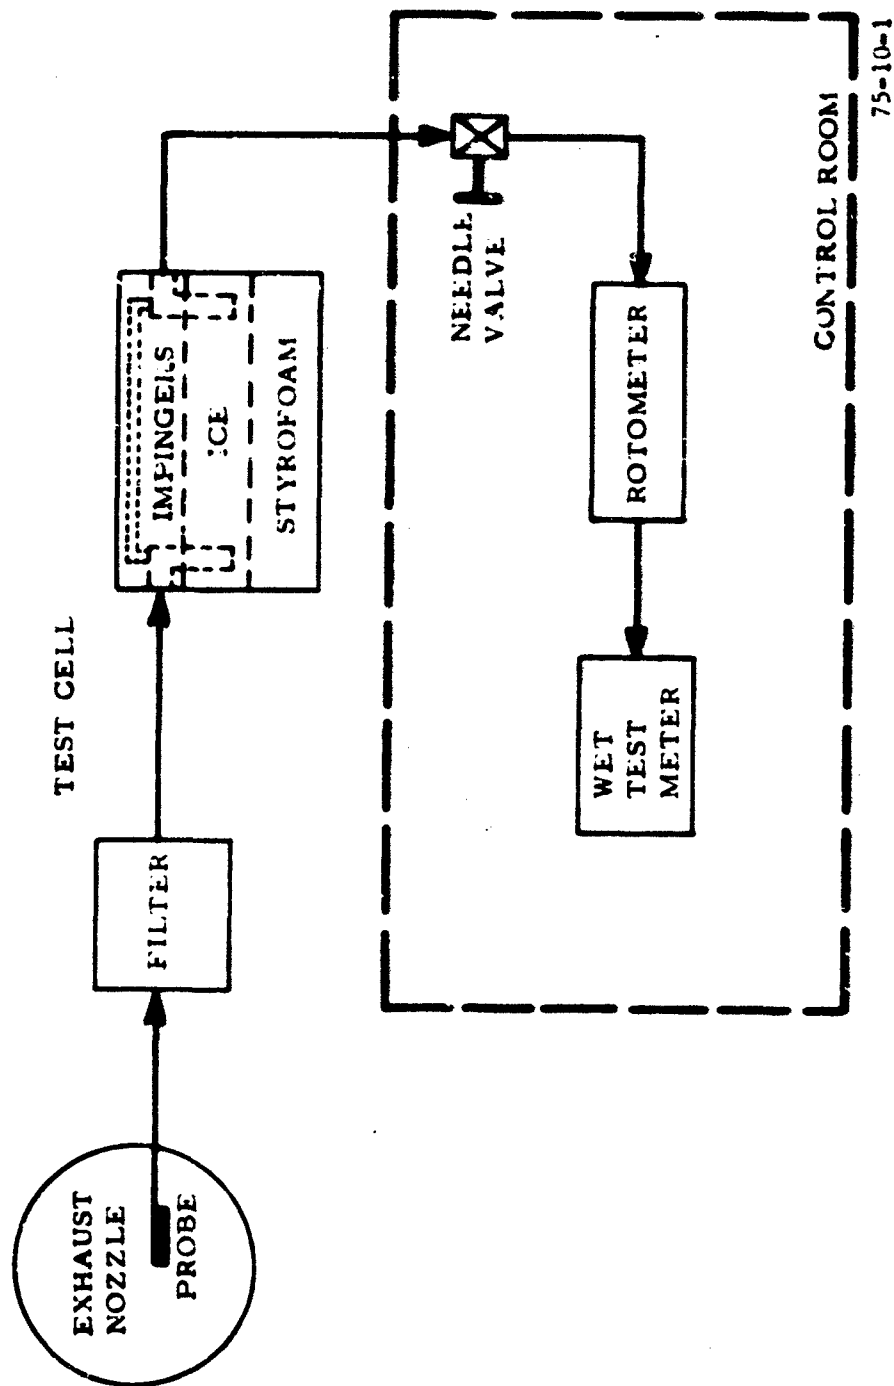 TEST CELL
EXHAUST
NOZZLE
PROBE
FILTER
IMPINGERS
ICE
STYROFOAM
NEEDLE
VALVE
WET
TEST
METER
ROTOMETER
CONTROL ROOM
75-10-1